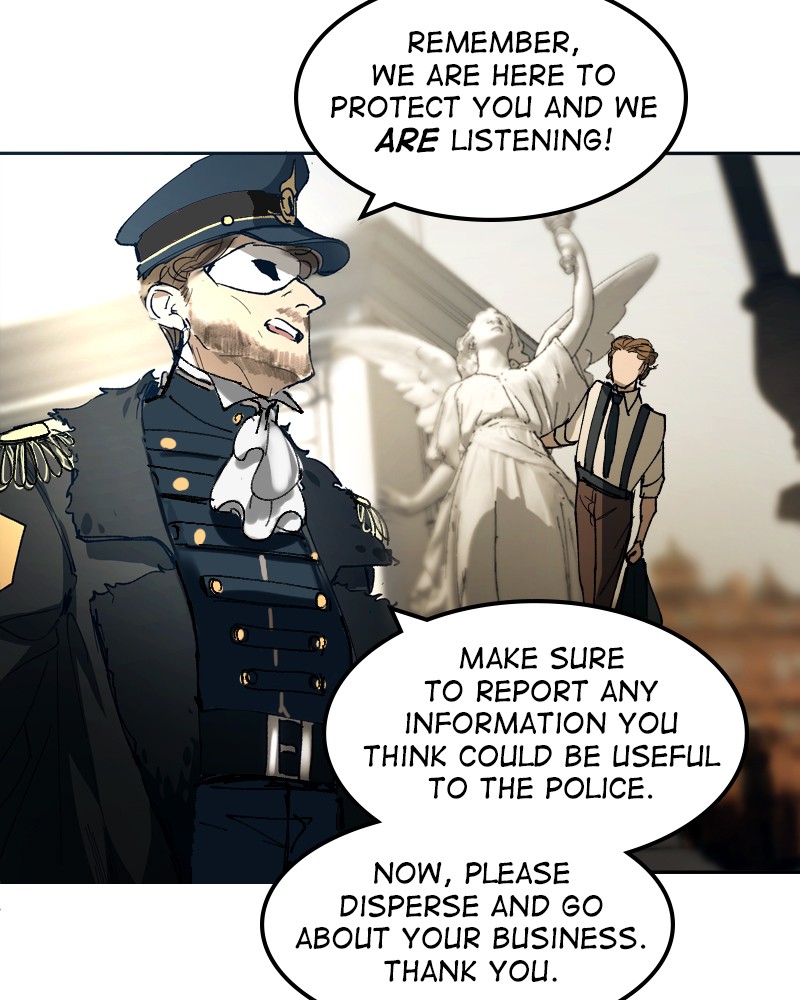 REMEMBER,
WE ARE HERE TO
PROTECT YOU AND WE
ARE LISTENING!
MAKE SURE
TO REPORT ANY
INFORMATION YOU
THINK COULD BE USEFUL
TO THE POLICE.
NOW, PLEASE
DISPERSE AND GO
ABOUT YOUR BUSINESS.
THANK YOU.